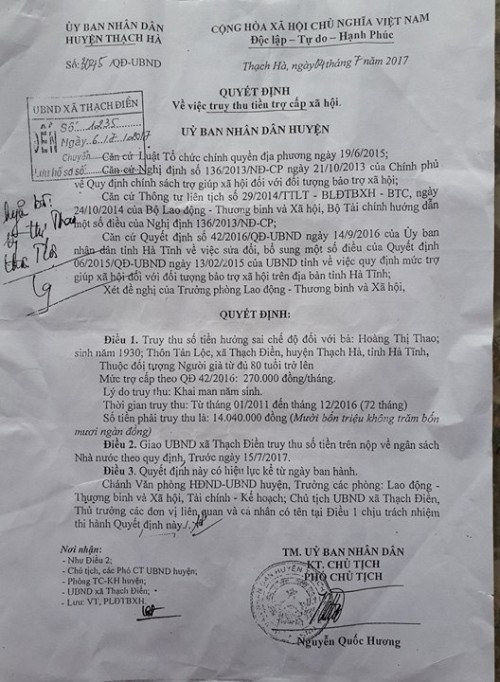 ỦY BAN NHÂN DÂN
HUYỆN THẠCH HÀ
CỘNG HÒA XÃ HỘI CHỦ NGHĨA VIỆT NAM
Độc lập – Tự do – Hạnh Phúc
Số: 3045/QĐ-UBND
Thạch Hà, ngày 04 tháng 7 năm 2017
QUYẾT ĐỊNH
Về việc truy thu tiền trợ cấp xã hội.
UBND XÃ THẠCH ĐIỀN
ĐẾN
Số: 1235
Ngày: 6/7/2017
Chuyển
Lưu hồ sơ số
ỦY BAN NHÂN DÂN HUYỆN
Căn cứ Luật Tổ chức chính quyền địa phương ngày 19/6/2015;
Căn cứ Nghị định số 136/2013/NĐ-CP ngày 21/10/2013 của Chính phủ
về Quy định chính sách trợ giúp xã hội đối với đối tượng bảo trợ xã hội;
Căn cứ Thông tư liên tịch số 29/2014/TTLT - BLĐTBXH - BTC, ngày
24/10/2014 của Bộ Lao động - Thương binh và Xã hội, Bộ Tài chính hướng dẫn
một số điều của Nghị định 136/2013/NĐ-CP;
Căn cứ Quyết định số 42/2016/QĐ-UBND ngày 14/9/2016 của Ủy ban
nhân dân tỉnh Hà Tĩnh về việc sửa đổi, bổ sung một số điều của Quyết định
06/2015/QĐ-UBND ngày 13/02/2015 của UBND tỉnh về việc quy định mức trợ
giúp xã hội đối với đối tượng bảo trợ xã hội trên địa bàn tỉnh Hà Tĩnh;
Xét đề nghị của Trưởng phòng Lao động - Thương binh và Xã hội,
QUYẾT ĐỊNH:
Điều 1. Truy thu số tiền hưởng sai chế độ đối với bà: Hoàng Thị Thao;
sinh năm 1930; Thôn Tân Lộc, xã Thạch Điền, huyện Thạch Hà, tỉnh Hà Tĩnh,
Thuộc đối tượng Người già từ đủ 80 tuổi trở lên
Mức trợ cấp theo QĐ 42/2016: 270.000 đồng/tháng.
Lý do truy thu: Khai man năm sinh.
Thời gian truy thu: Từ tháng 01/2011 đến tháng 12/2016 (72 tháng)
Số tiền phải truy thu là: 14.040.000 đồng (Mười bốn triệu không trăm bốn
mươi ngàn đồng)
Điều 2. Giao UBND xã Thạch Điền truy thu số tiền trên nộp về ngân sách
Nhà nước theo quy định, Trước ngày 15/7/2017.
Điều 3. Quyết định này có hiệu lực kể từ ngày ban hành.
Chánh Văn phòng HĐND-UBND huyện, Trưởng các phòng: Lao động -
Thương binh và Xã hội, Tài chính - Kế hoạch; Chủ tịch UBND xã Thạch Điền,
Thủ trưởng các đơn vị liên quan và cá nhân có tên tại Điều 1 chịu trách nhiệm
thi hành Quyết định này./.
Nơi nhận:
- Như Điều 2;
- Chủ tịch, các Phó CT UBND huyện;
- Phòng TC-KH huyện;
- UBND xã Thạch Điền;
- Lưu: VT, PLĐTBXH.
TM. UỶ BAN NHÂN DÂN
KT. CHỦ TỊCH
PHÓ CHỦ TỊCH
Nguyễn Quốc Hương